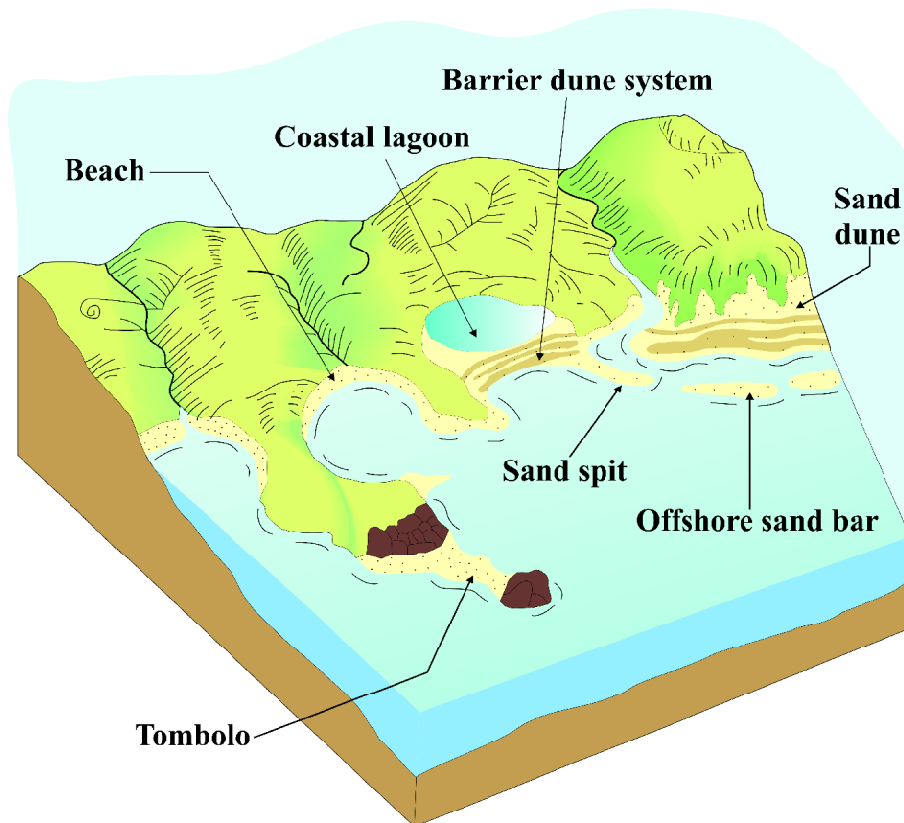 Barrier dune system
Coastal lagoon
Beach
Sand
dune
Sand spit
Offshore sand bar
Tombolo